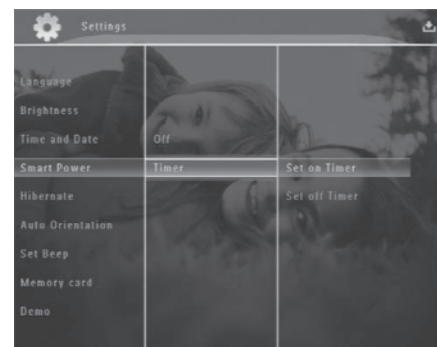 Settings
Language
Brightness
Time and Date
Off
Smart Power
Timer
Set on Timer
Hibernate
Set off Timer
Auto Orientation
Set Beep
Memory card
Demo